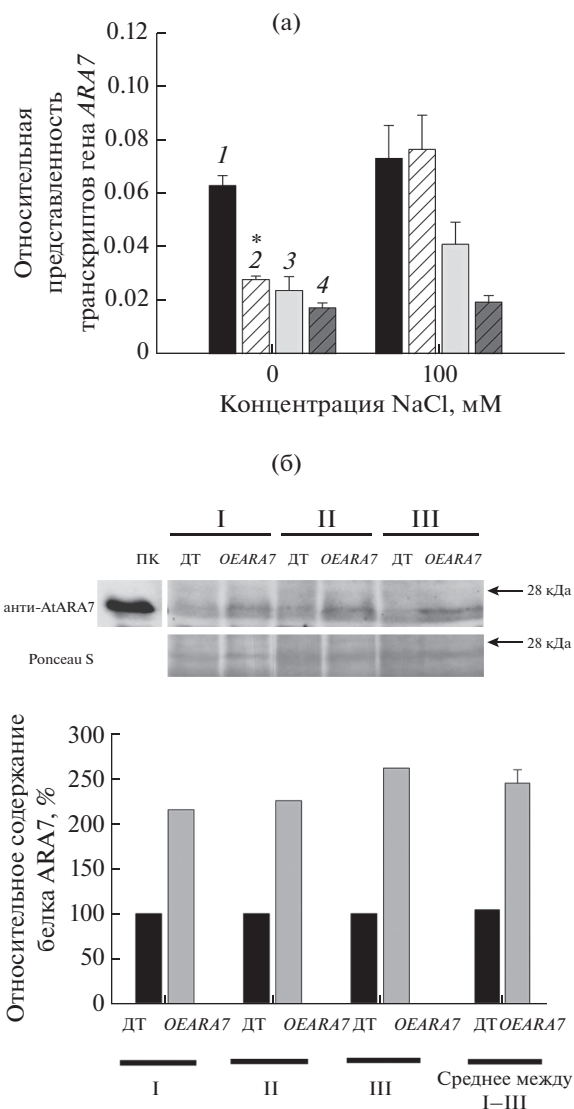 (а)
Относительная
представленность
транскриптов гена ARA7
0.12
0.10
0.08
0.06
0.04
0.02
0
1
*
2
3
4
0 100
Концентрация NaCl, мМ
(б)
I II III
ПК ДТ OEARA7 ДТ OEARA7 ДТ OEARA7
анти-AtARA7
28 кДа
Ponceau S
28 кДа
Относительное содержание
белка ARA7, %
300
250
200
150
100
50
0
ДТ OEARA7 ДТ OEARA7 ДТ OEARA7 ДТ OEARA7
I II III Среднее между
I–III